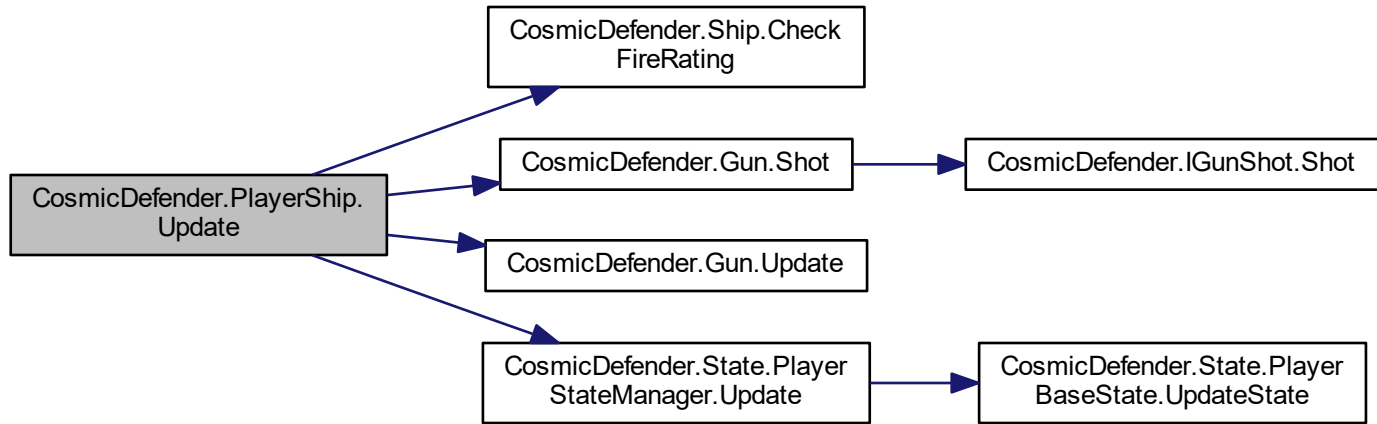 CosmicDefender.PlayerShip.
Update
CosmicDefender.Ship.Check
FireRating
CosmicDefender.Gun.Shot
CosmicDefender.IGunShot.Shot
CosmicDefender.Gun.Update
CosmicDefender.State.Player
StateManager.Update
CosmicDefender.State.Player
BaseState.UpdateState